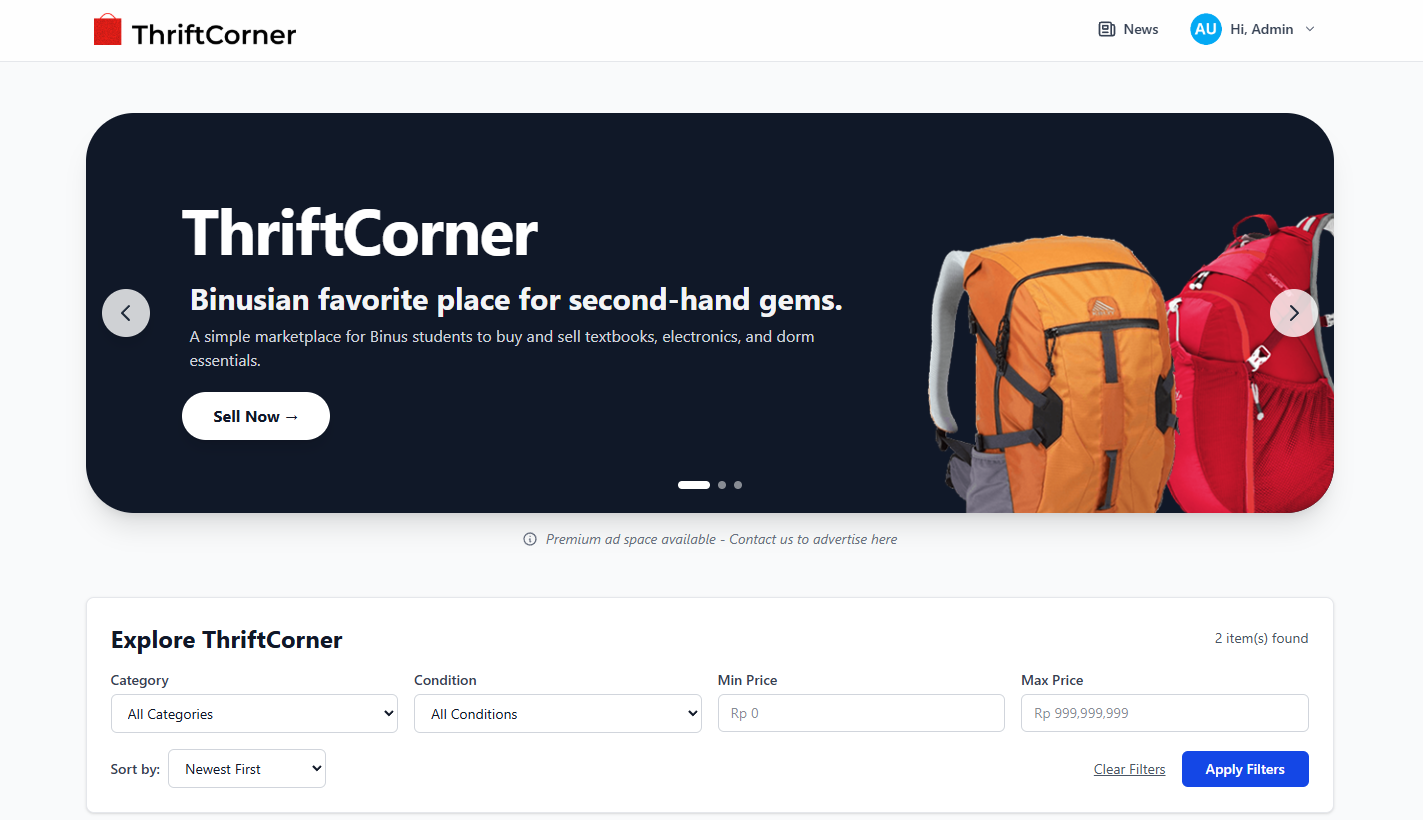 ThriftCorner
News
AU
Hi, Admin
ThriftCorner
Binusian favorite place for second-hand gems.
A simple marketplace for Binus students to buy and sell textbooks, electronics, and dorm
essentials.
Sell Now →
Premium ad space available - Contact us to advertise here
Explore ThriftCorner
2 item(s) found
Category
Condition
Min Price
Max Price
All Categories
All Conditions
Rp 0
Rp 999,999,999
Sort by:
Newest First
Clear Filters
Apply Filters